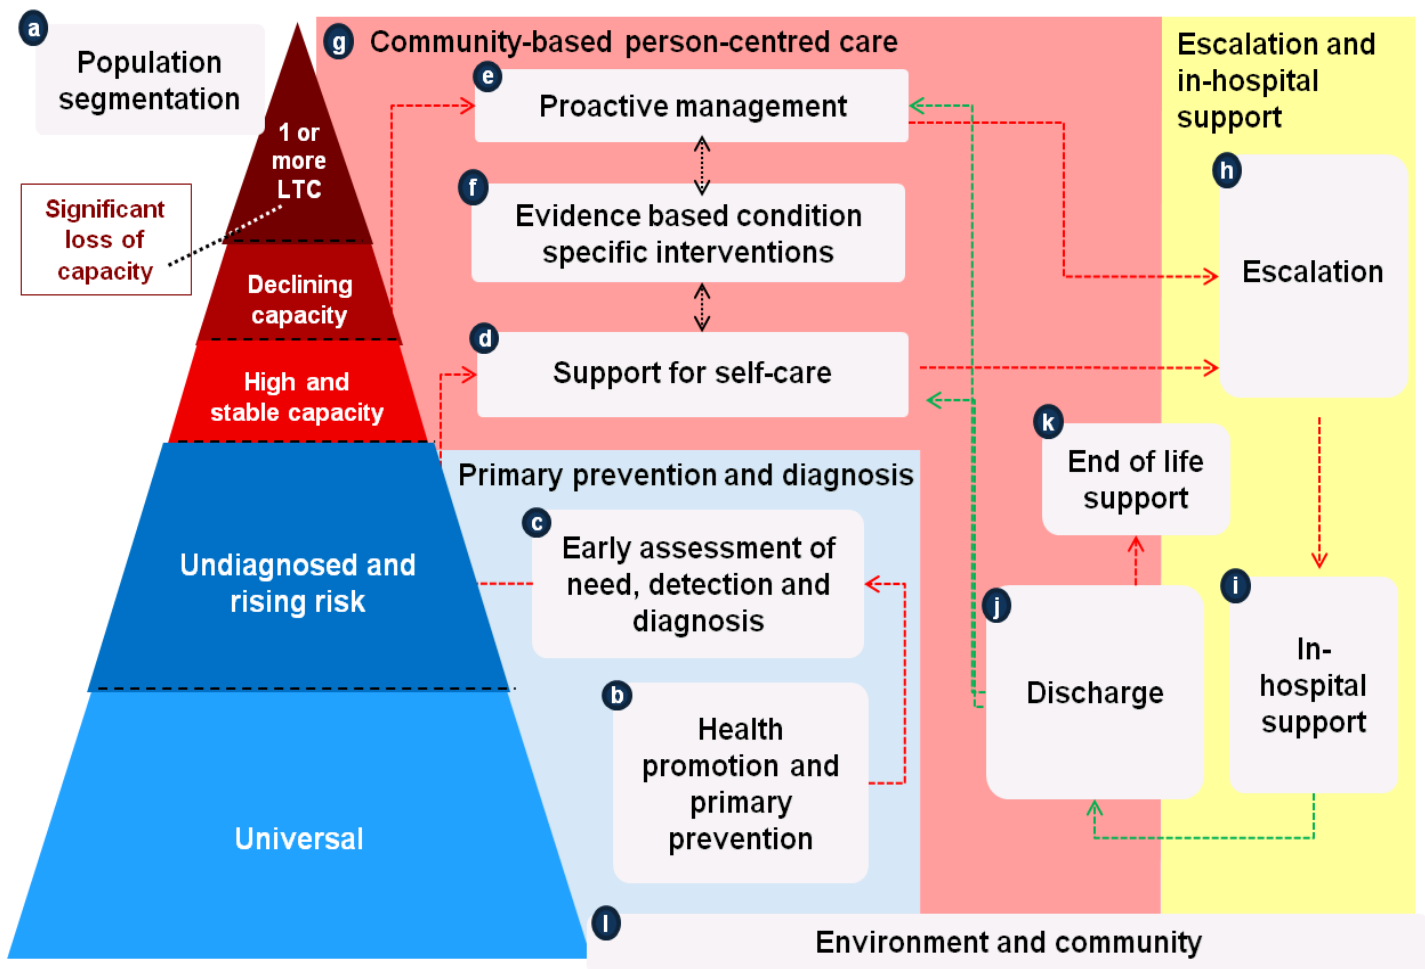 a
Population
segmentation
1 or
more
LTC
Significant
loss of
capacity
Declining
capacity
High and
stable capacity
Undiagnosed and
rising risk
Universal
g Community-based person-centred care
e
Proactive management
f
Evidence based condition
specific interventions
d
Support for self-care
Primary prevention and diagnosis
c
Early assessment of
need, detection and
diagnosis
b
Health
promotion and
primary
prevention
Escalation and
in-hospital
support
h
Escalation
k
End of life
support
j
Discharge
i
In-
hospital
support
l
Environment and community